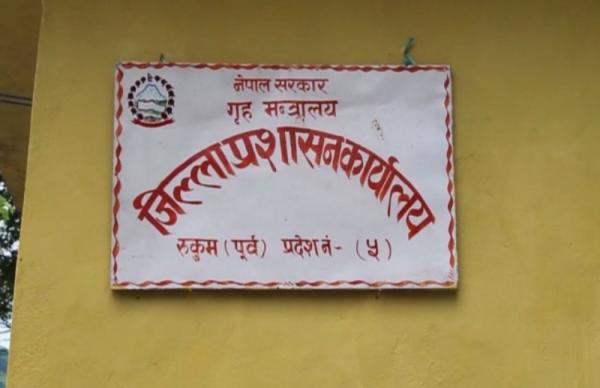 नेपाल सरकार
गृह मन्त्रालय
जिल्ला प्रशासन कार्यालय
रुकुम (पूर्व) प्रदेश नं - (५)